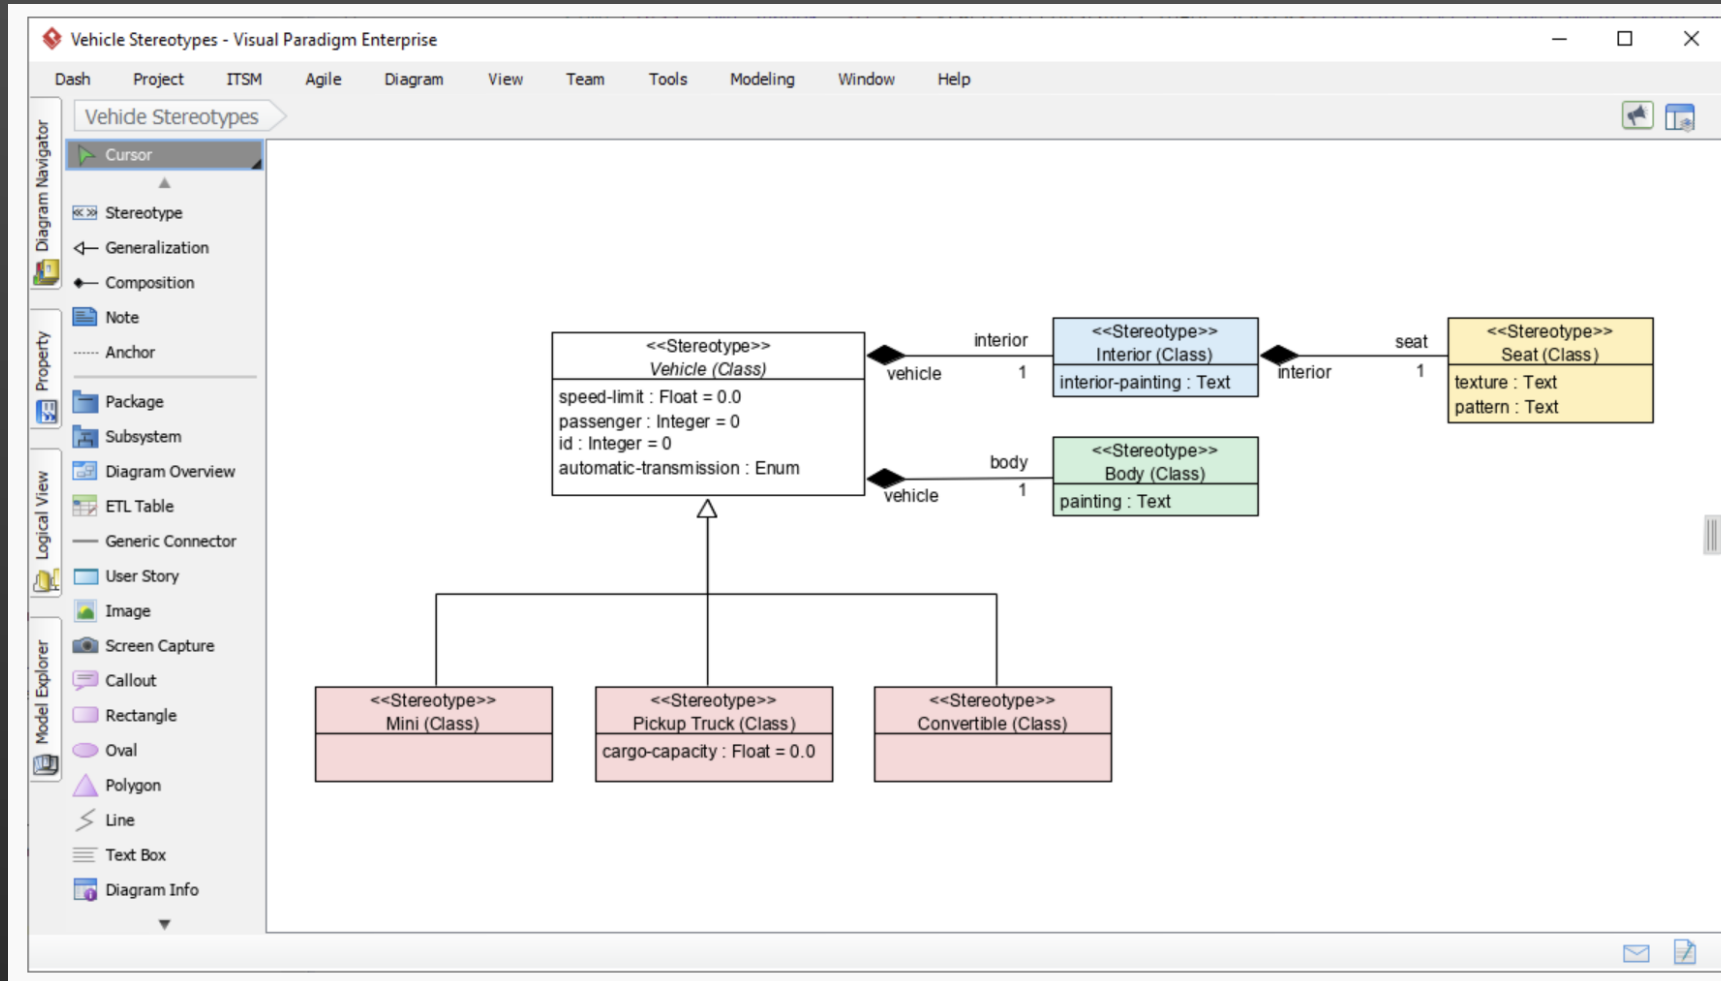 Vehicle Stereotypes - Visual Paradigm Enterprise
Dash Project ITSM Agile Diagram View Team Tools Modeling Window Help
Vehicle Stereotypes
Diagram Navigator
Property
Logical View
Model Explorer
Cursor
Stereotype
Generalization
Composition
Note
Anchor
Package
Subsystem
Diagram Overview
ETL Table
Generic Connector
User Story
Image
Screen Capture
Callout
Rectangle
Oval
Polygon
Line
Text Box
Diagram Info
<<Stereotype>>
Vehicle (Class)
speed-limit : Float = 0.0
passenger : Integer = 0
id : Integer = 0
automatic-transmission : Enum
interior
vehicle
1
<<Stereotype>>
Interior (Class)
interior-painting : Text
seat
interior
1
<<Stereotype>>
Seat (Class)
texture : Text
pattern : Text
body
vehicle
1
<<Stereotype>>
Body (Class)
painting : Text
<<Stereotype>>
Mini (Class)
<<Stereotype>>
Pickup Truck (Class)
cargo-capacity : Float = 0.0
<<Stereotype>>
Convertible (Class)